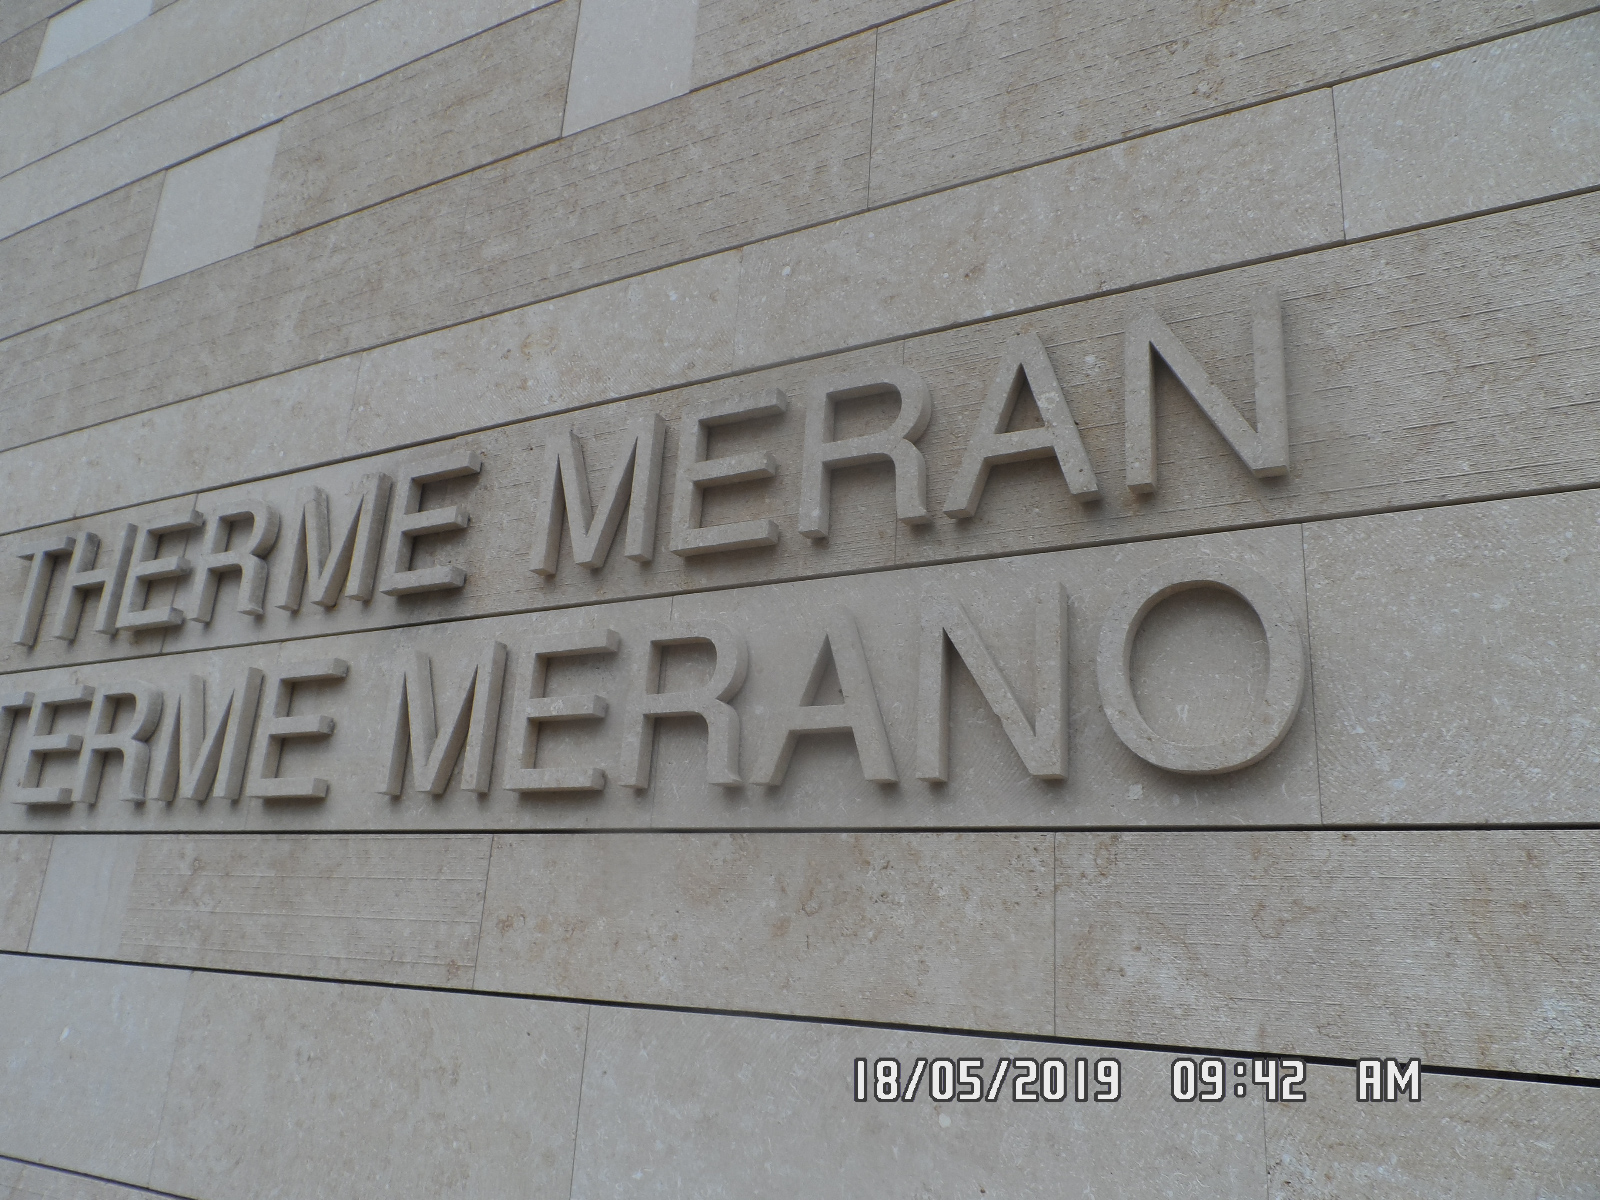 THERME MERAN
TERME MERANO
18/05/2019 09:42 AM